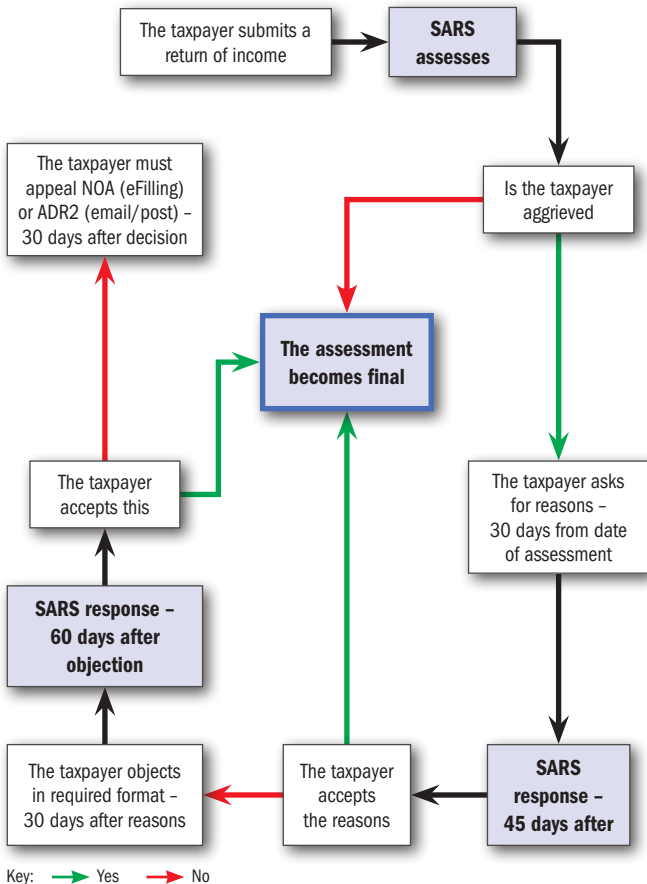 The taxpayer submits a
return of income
SARS
assesses
Is the taxpayer
aggrieved
The taxpayer must
appeal NOA (eFilling)
or ADR2 (email/post) –
30 days after decision
The assessment
becomes final
The taxpayer
accepts this
The taxpayer asks
for reasons –
30 days from date
of assessment
SARS response –
60 days after
objection
The taxpayer objects
in required format –
30 days after reasons
The taxpayer
accepts
the reasons
SARS
response –
45 days after
Key: Yes No